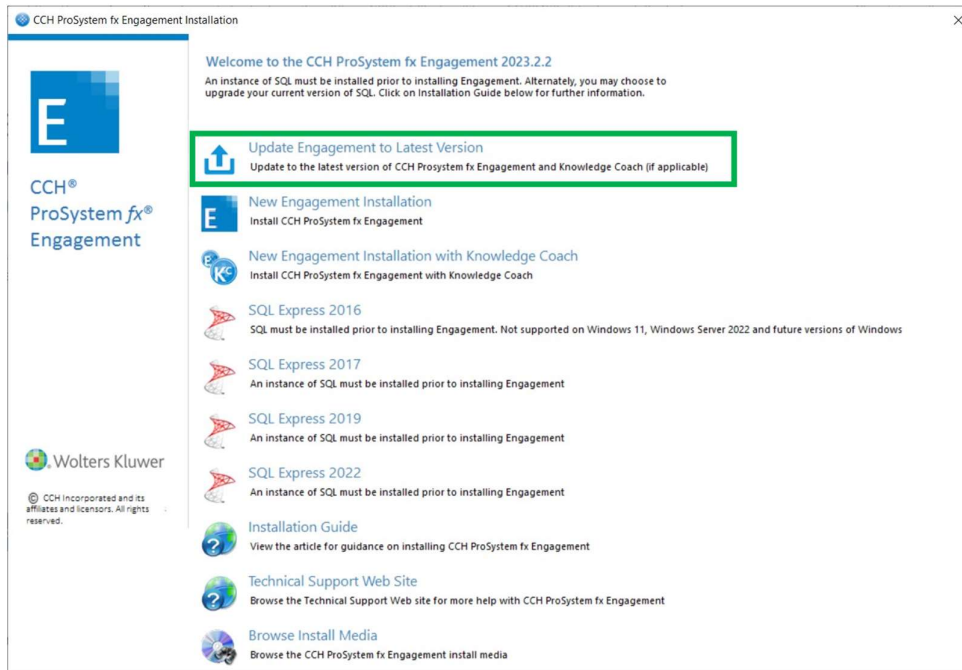 CCH ProSystem fx Engagement Installation
Welcome to the CCH ProSystem fx Engagement 2023.2.2
An instance of SQL must be installed prior to installing Engagement. Alternately, you may choose to
upgrade your current version of SQL. Click on Installation Guide below for further information.
E
CCH®
ProSystem fx®
Engagement
Update Engagement to Latest Version
Update to the latest version of CCH Prosystem fx Engagement and Knowledge Coach (if applicable)
E
New Engagement Installation
Install CCH ProSystem fx Engagement
E
KC
New Engagement Installation with Knowledge Coach
Install CCH ProSystem fx Engagement with Knowledge Coach
SQL Express 2016
SQL must be installed prior to installing Engagement. Not supported on Windows 11, Windows Server 2022 and future versions of Windows
SQL Express 2017
An instance of SQL must be installed prior to installing Engagement
SQL Express 2019
An instance of SQL must be installed prior to installing Engagement
SQL Express 2022
An instance of SQL must be installed prior to installing Engagement
Wolters Kluwer
© CCH Incorporated and its
affiliates and licensors. All rights
reserved.
?
Installation Guide
View the article for guidance on installing CCH ProSystem fx Engagement
?
Technical Support Web Site
Browse the Technical Support Web site for more help with CCH ProSystem fx Engagement
Browse Install Media
Browse the CCH ProSystem fx Engagement install media